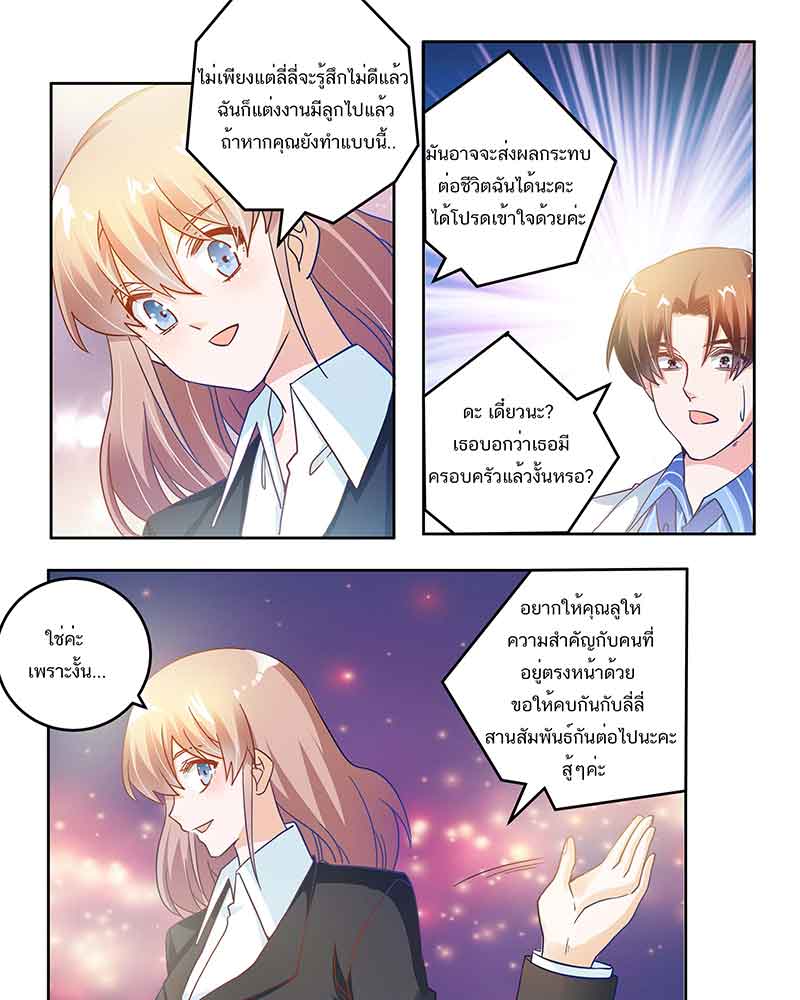 ไม่เพียงแต่ลี่ลี่จะรู้สึกไม่ดีแล้ว
ฉันก็แต่งงานมีลูกไปแล้ว
ถ้าหากคุณยังทำแบบนี้..
มันอาจจะส่งผลกระทบ
ต่อชีวิตฉันได้นะคะ
ได้โปรดเข้าใจด้วยค่ะ
ดะ เดี๋ยวนะ?
เธอบอกว่าเธอมี
ครอบครัวแล้วงั้นหรอ?
ใช่ค่ะ
เพราะงั้น...
อยากให้คุณลูให้
ความสำคัญกับคนที่
อยู่ตรงหน้าด้วย
ขอให้คบกันกับลี่ลี่
สานสัมพันธ์กันต่อไปนะคะ
สู้ๆค่ะ